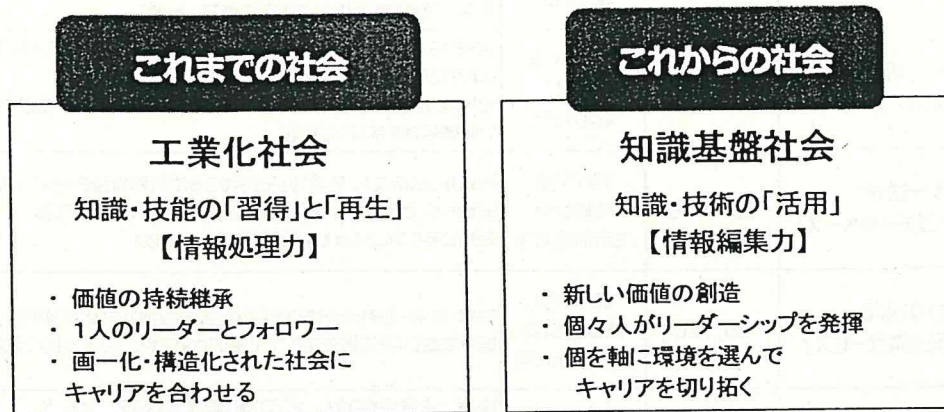 これまでの社会
工業化社会
知識・技能の「習得」と「再生」
【情報処理力】
・ 価値の持続継承
・ 1人のリーダーとフォロワー
・ 画一化・構造化された社会に
キャリアを合わせる
これからの社会
知識基盤社会
知識・技術の「活用」
【情報編集力】
・ 新しい価値の創造
・ 個々人がリーダーシップを発揮
・ 個を軸に環境を選んで
キャリアを切り拓く